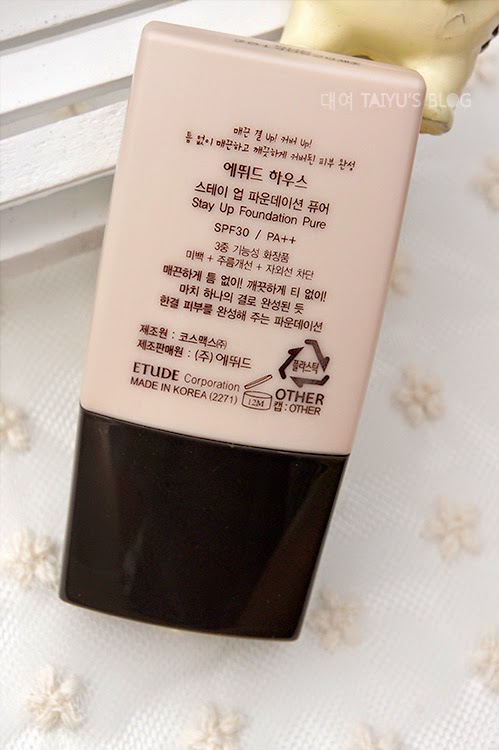 대여 TAIYU'S BLOG
매끈 결 Up! 커버 Up!
틈 없이 매끈하고 깨끗하게 커버된 피부 완성
에뛰드 하우스
스테이 업 파운데이션 퓨어
Stay Up Foundation Pure
SPF30 / PA++
3중 기능성 화장품
미백 + 주름개선 + 자외선 차단
매끈하게 틈 없이! 깨끗하게 티 없이!
마치 하나의 결로 완성된 듯
한결 피부를 완성해 주는 파운데이션
제조원 : 코스맥스㈜
제조판매원 : (주) 에뛰드
ETUDE Corporation
MADE IN KOREA (2271)
12M
플라스틱
OTHER
캡 : OTHER